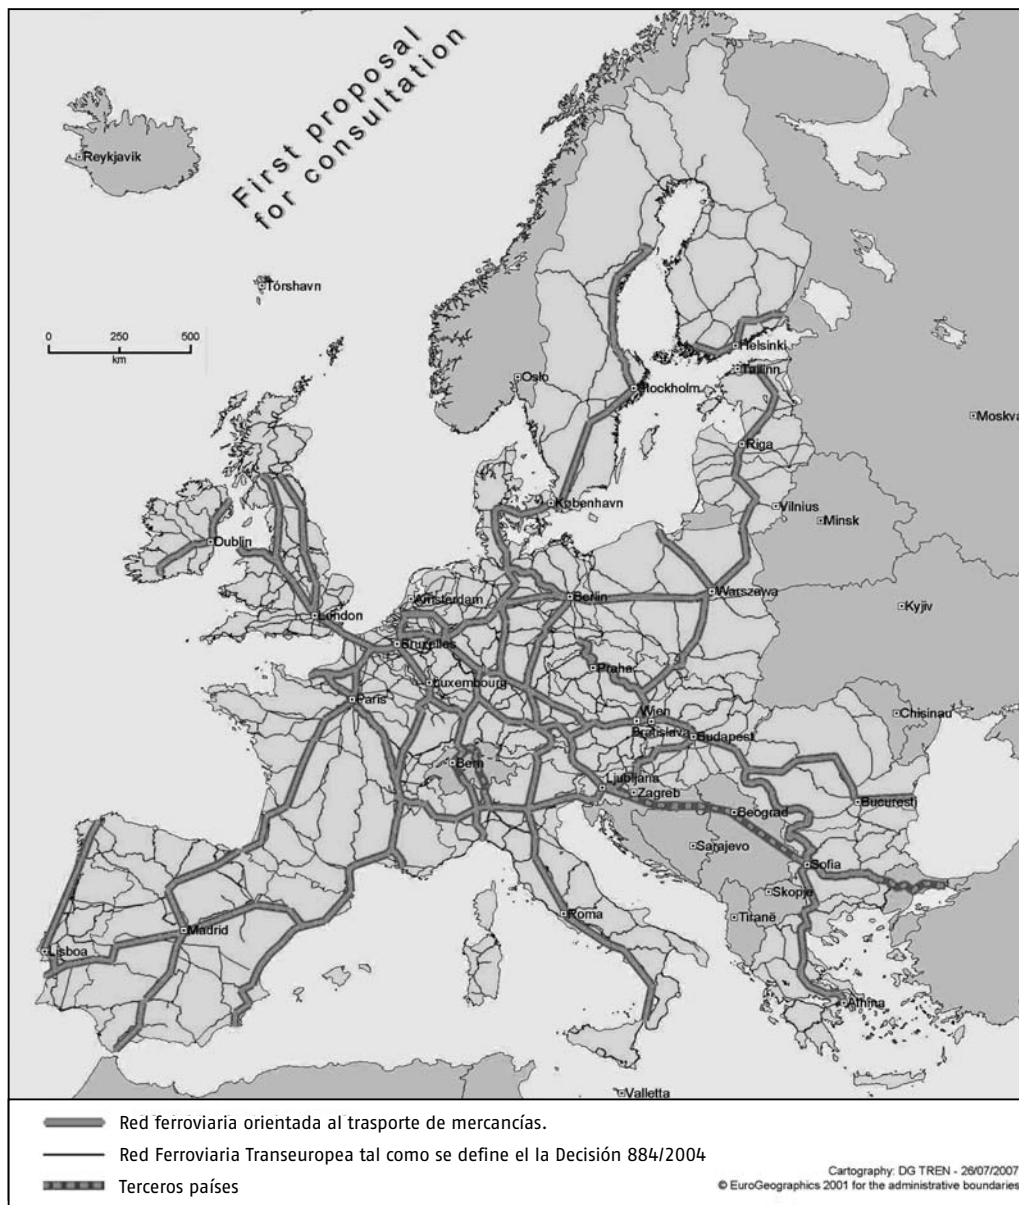 First proposal
for consultation
Reykjavik
Tórshavn
0 250 500
km
Oslo
Stockholm
Helsinki
Tallinn
Moskva
Riga
København
Vilnius
Minsk
Dublin
Amsterdam
Berlin
Warszawa
Kyjiv
London
Bruxelles
Praha
Luxembourg
Paris
Wien
Bratislava
Budapest
Chisinau
Bern
Ljubljana
Zagreb
Bucuresti
Beograd
Sarajevo
Sofia
Skopje
Roma
Tiranë
Madrid
Lisboa
Athina
Valletta
Red ferroviaria orientada al trasporte de mercancías.
Red Ferroviaria Transeuropea tal como se define el la Decisión 884/2004
Terceros países
Cartography: DG TREN - 26/07/2007
© EuroGeographics 2001 for the administrative boundaries